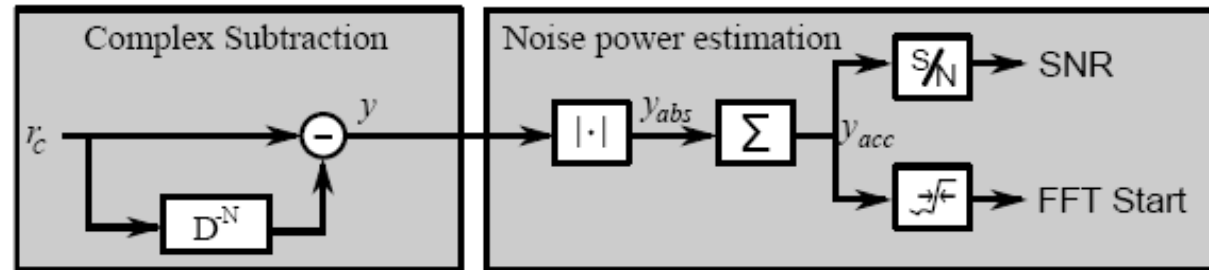 Complex Subtraction
r_c
y
−
D^-N
Noise power estimation
|·|
y_abs
Σ
y_acc
S/N
SNR
FFT Start